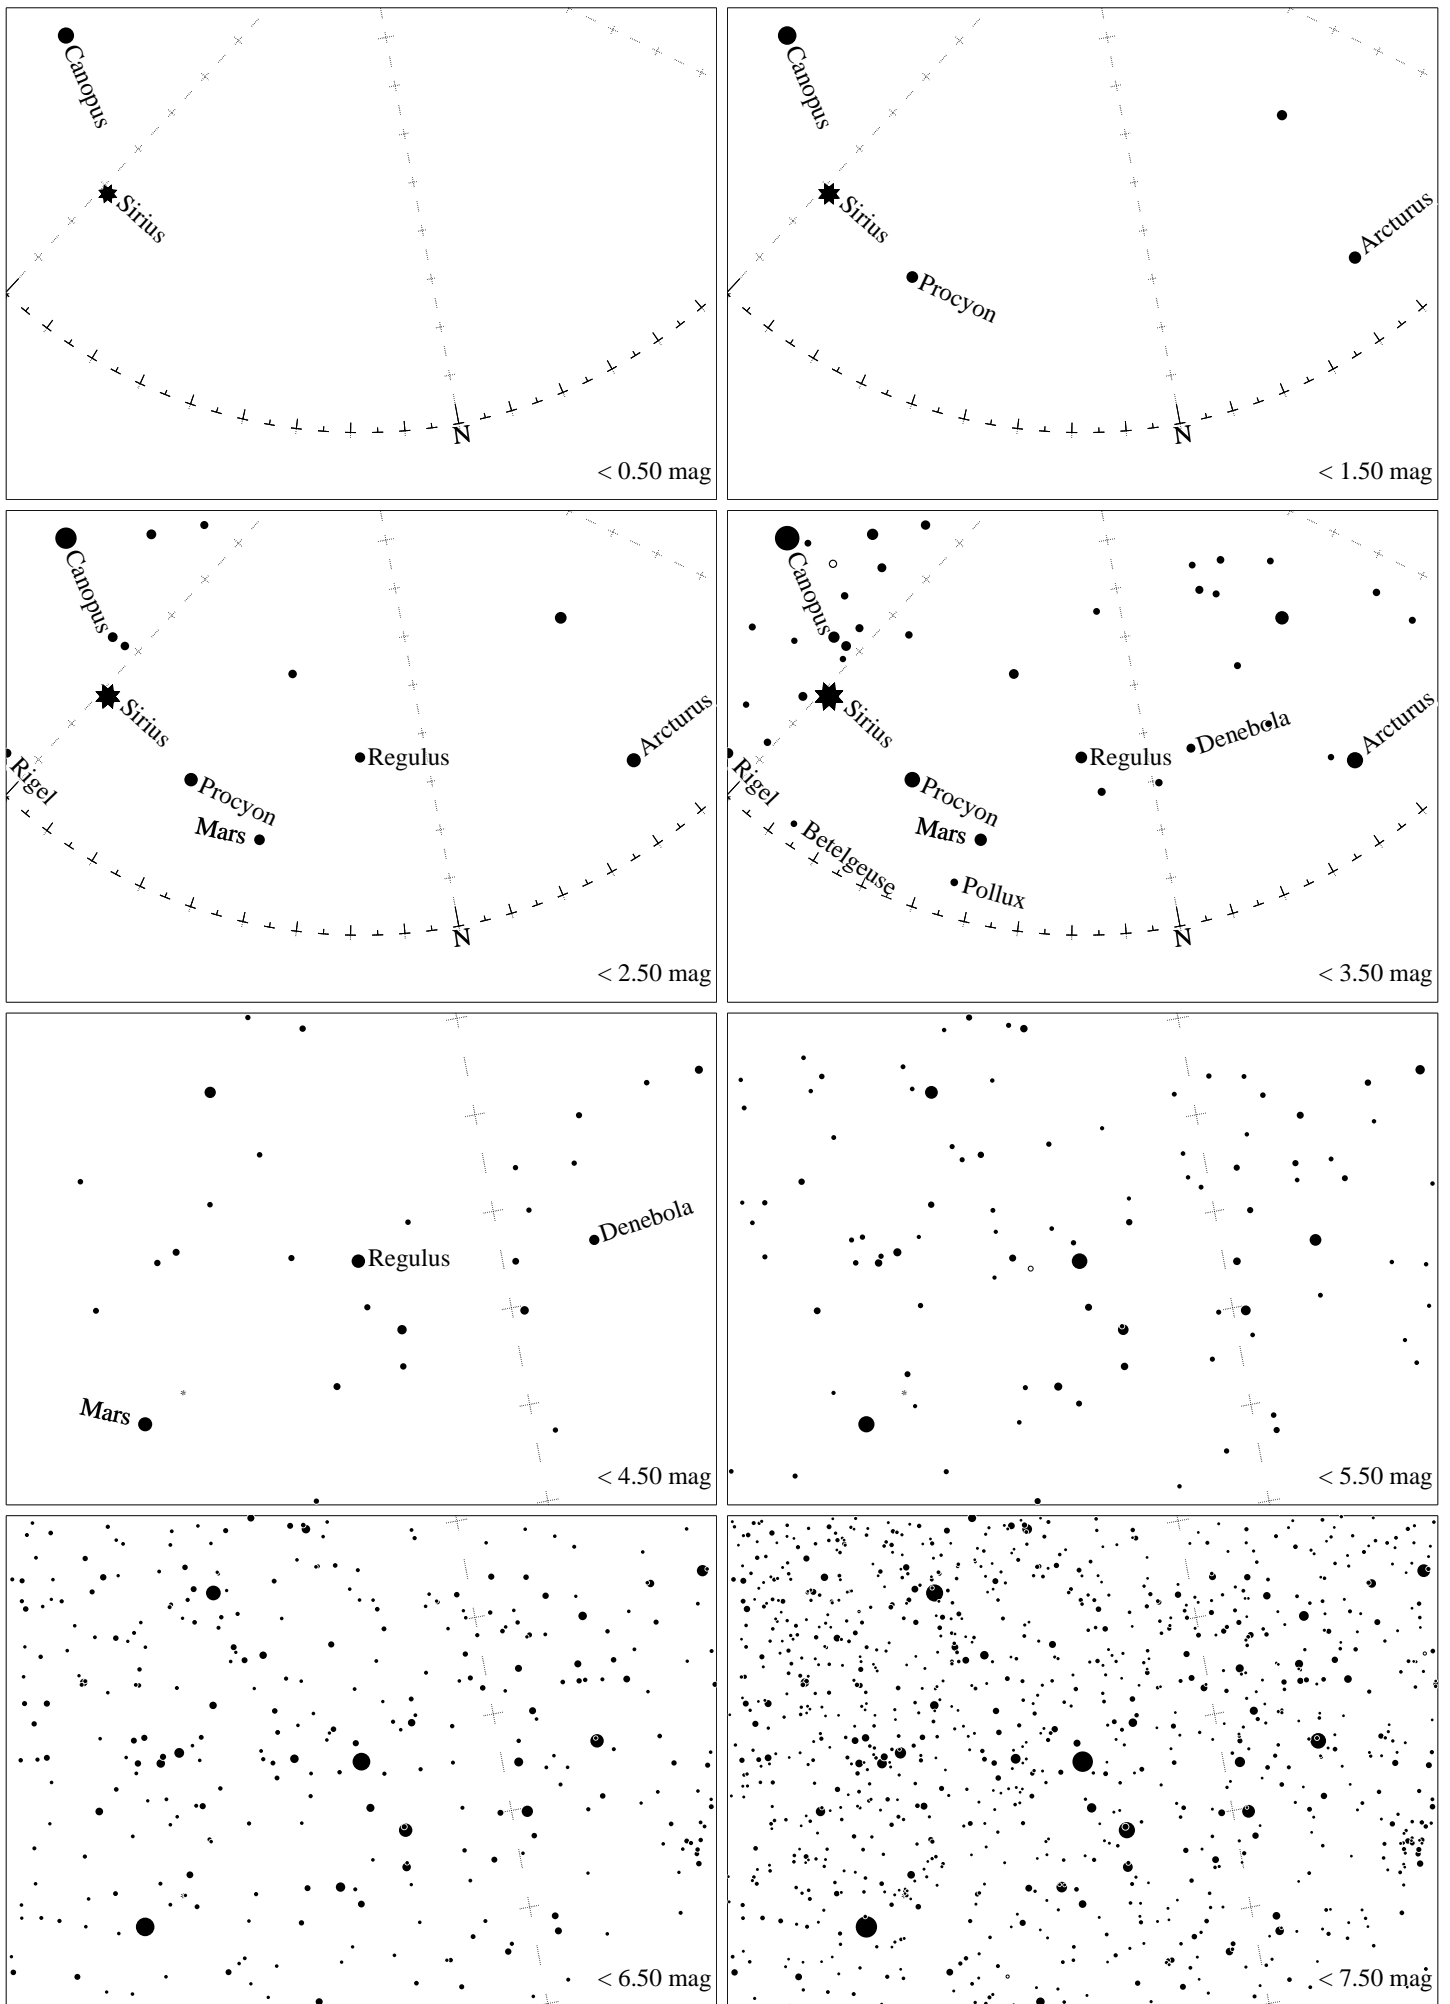 Canopus
Sirius
N
< 0.50 mag
Canopus
Sirius
Arcturus
Procyon
N
< 1.50 mag
Canopus
Sirius
Arcturus
Regulus
Rigel
Procyon
Mars
N
< 2.50 mag
Canopus
Sirius
Denebola
Arcturus
Regulus
Rigel
Procyon
Mars
Betelgeuse
Pollux
N
< 3.50 mag
Denebola
Regulus
Mars
< 4.50 mag
< 5.50 mag
< 6.50 mag
< 7.50 mag